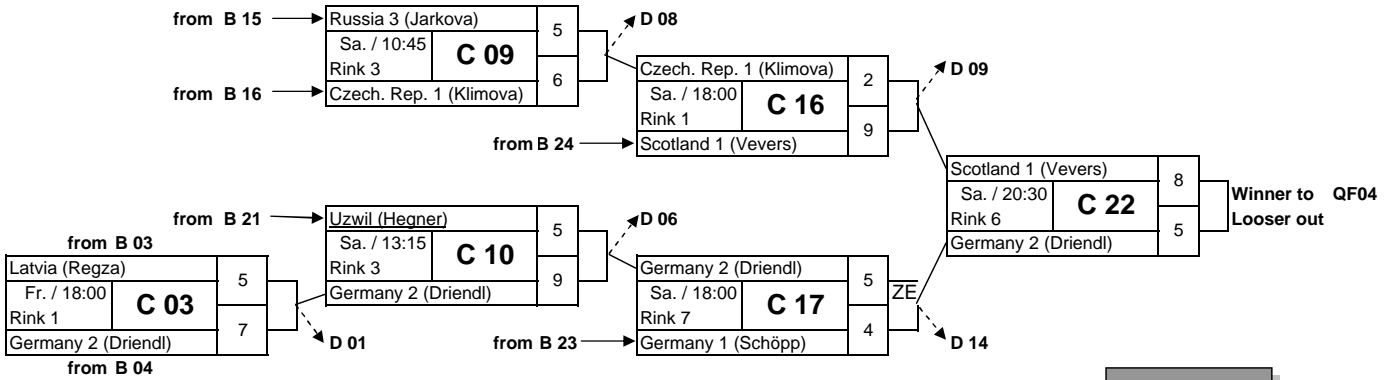 from B 15
Russia 3 (Jarkova)
5
D 08
Sa. / 10:45
C 09
Rink 3
6
from B 16
Czech. Rep. 1 (Klimova)
Czech. Rep. 1 (Klimova)
2
D 09
Sa. / 18:00
C 16
Rink 1
9
from B 24
Scotland 1 (Vevers)
Scotland 1 (Vevers)
8
Sa. / 20:30
C 22
Rink 6
5
Germany 2 (Driendl)
Winner to QF04
Looser out
from B 21
Uzwil (Hegner)
5
D 06
Sa. / 13:15
C 10
Rink 3
9
Germany 2 (Driendl)
from B 03
Latvia (Regza)
5
Fr. / 18:00
C 03
Rink 1
7
Germany 2 (Driendl)
D 01
from B 04
Germany 2 (Driendl)
5
ZE
Sa. / 18:00
C 17
Rink 7
4
from B 23
Germany 1 (Schöpp)
D 14